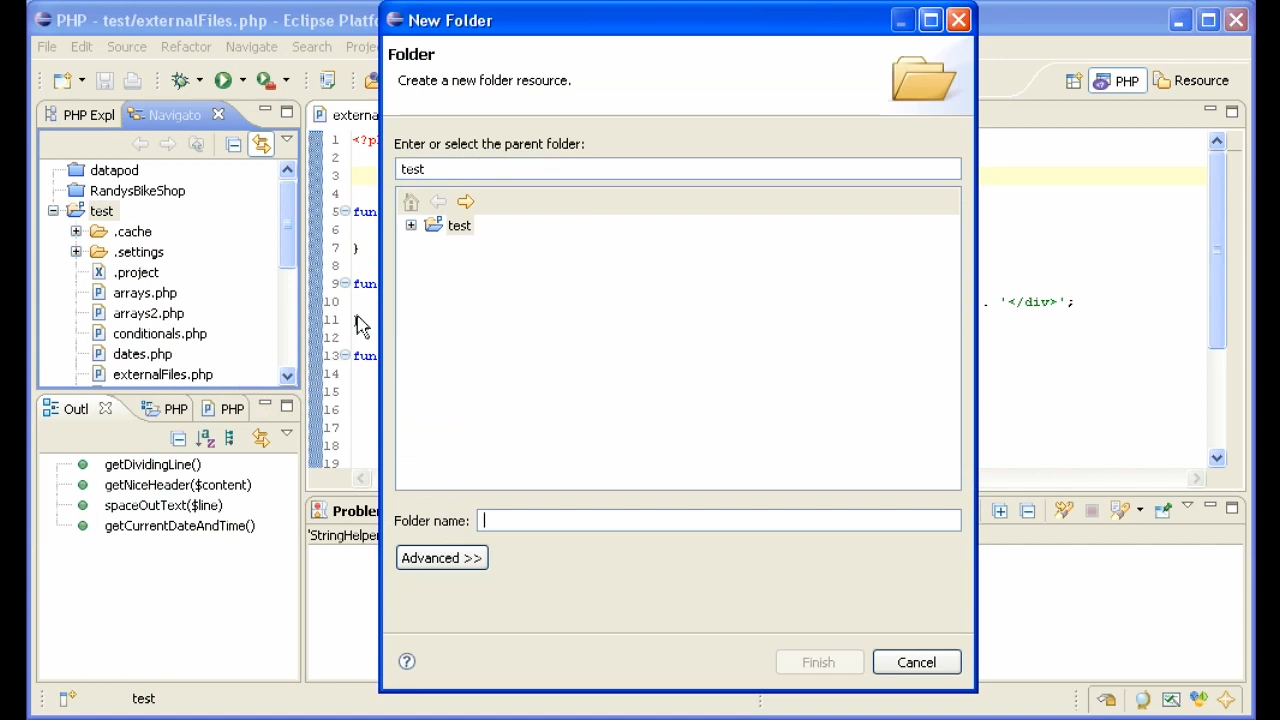 PHP - test/externalFiles.php - Eclipse Platf
New Folder
File Edit Source Refactor Navigate Search Proje
Folder
Create a new folder resource.
PHP
Resource
PHP Expl
Navigato
externa
Enter or select the parent folder:
test
test
datapod
RandysBikeShop
test
.cache
.settings
.project
arrays.php
arrays2.php
conditionals.php
dates.php
externalFiles.php
1 <?pl
2
3
4
5 fun
6
7 }
8
9 fun
10 . '</div>';
11
12
13 fun
14
15
16
17
18
19
Outl
PHP
PHP
getDividingLine()
getNiceHeader($content)
spaceOutText($line)
getCurrentDateAndTime()
Probler
'StringHelper
Folder name:
Advanced >>
Finish
Cancel
test